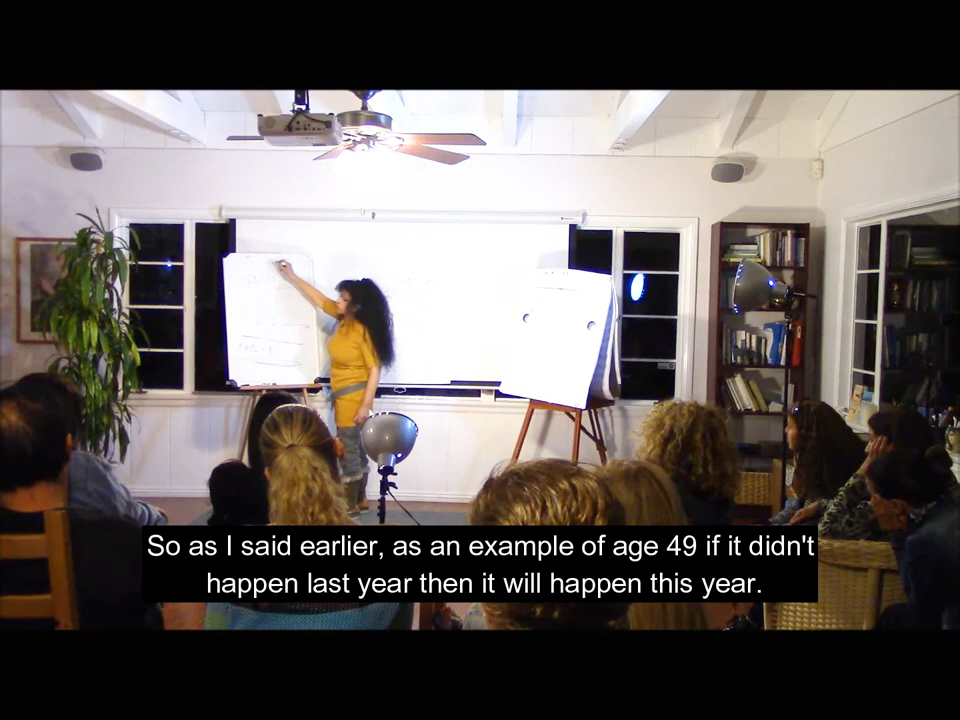 So as I said earlier, as an example of age 49 if it didn't
happen last year then it will happen this year.